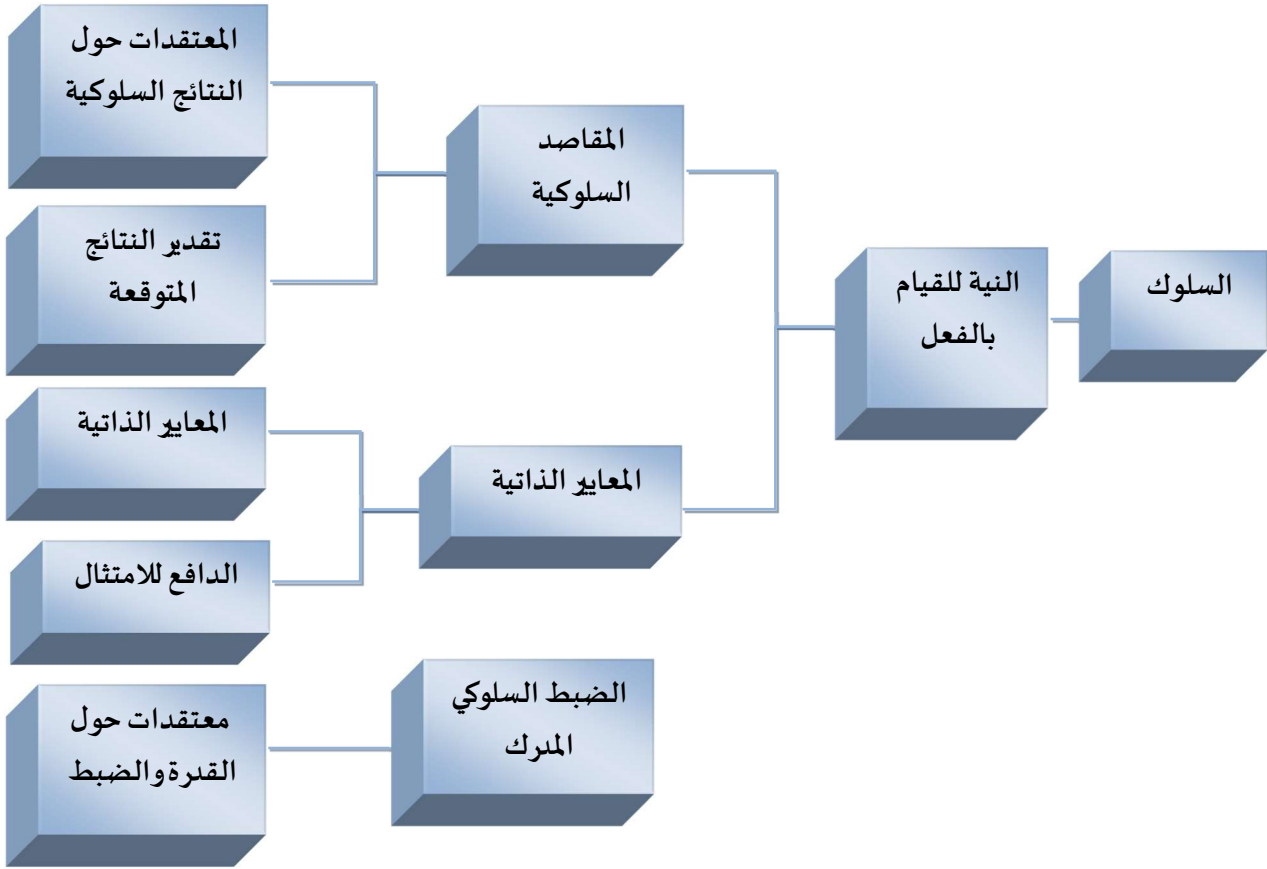 المعتقدات حول
النتائج السلوكية
تقدير النتائج
المتوقعة
المعايير الذاتية
الدافع للامتثال
معتقدات حول
القدرة والضبط
المقاصد
السلوكية
المعايير الذاتية
الضبط السلوكي
المدرك
النية للقيام
بالفعل
السلوك